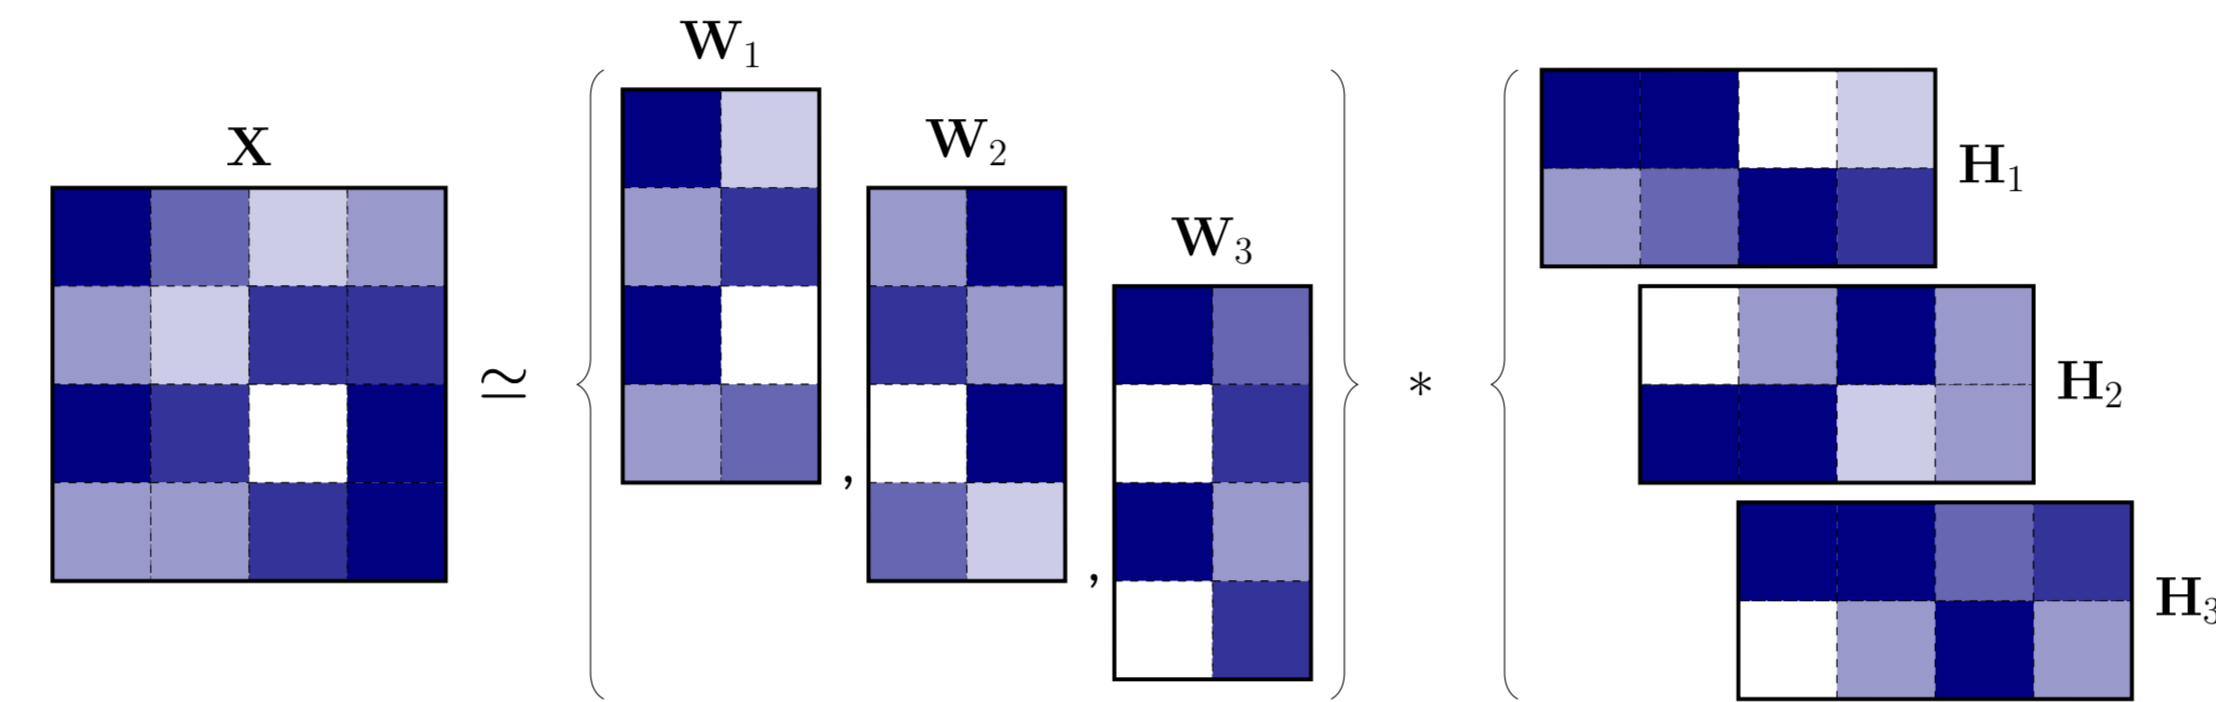 X ≃ { W₁ , W₂ , W₃ } * { H₁
H₂
H₃